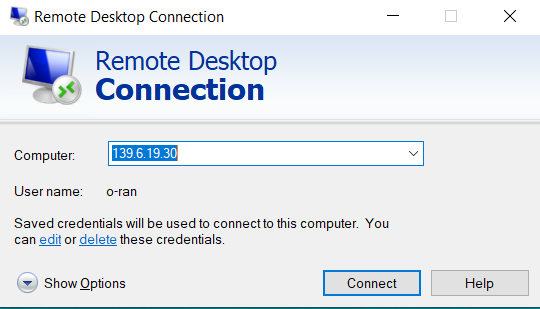 Remote Desktop Connection
Remote Desktop
Connection
Computer: 139.6.19.30
User name: o-ran
Saved credentials will be used to connect to this computer. You
can edit or delete these credentials.
Show Options Connect Help